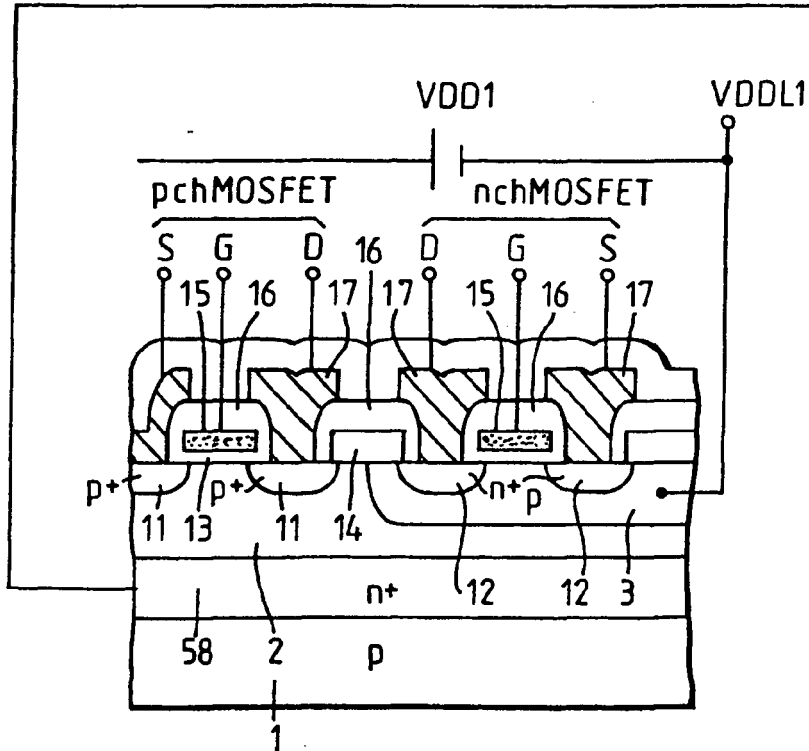 VDD1 VDDL1
pchMOSFET nchMOSFET
S G D 16 D G S
15 16 17 17 15 16 17
p+ p+ n+ p
11 13 11 14 12 12 3
n+
58 2 p
1